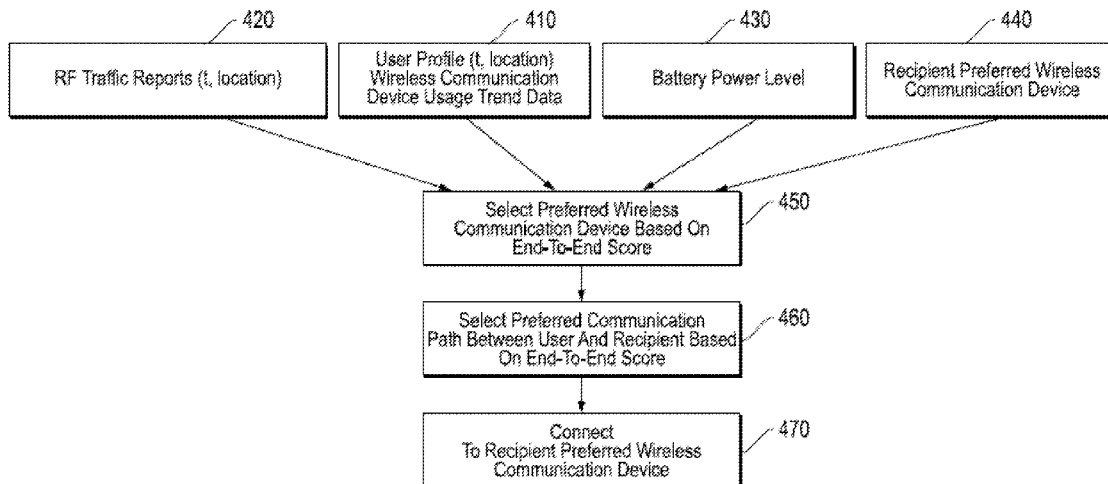 420
410
430
440
RF Traffic Reports (t, location)
User Profile (t, location)
Wireless Communication
Device Usage Trend Data
Battery Power Level
Recipient Preferred Wireless
Communication Device
Select Preferred Wireless
Communication Device Based On
End-To-End Score
450
Select Preferred Communication
Path Between User And Recipient Based
On End-To-End Score
460
Connect
To Recipient Preferred Wireless
Communication Device
470